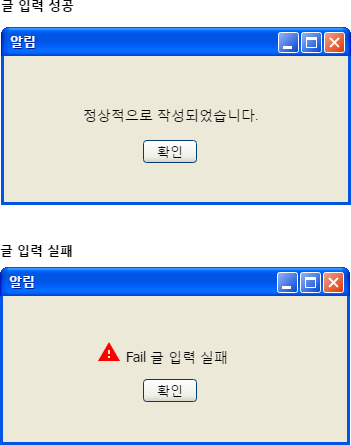 글 입력 성공
알림
정상적으로 작성되었습니다.
확인
글 입력 실패
알림
Fail 글 입력 실패
확인